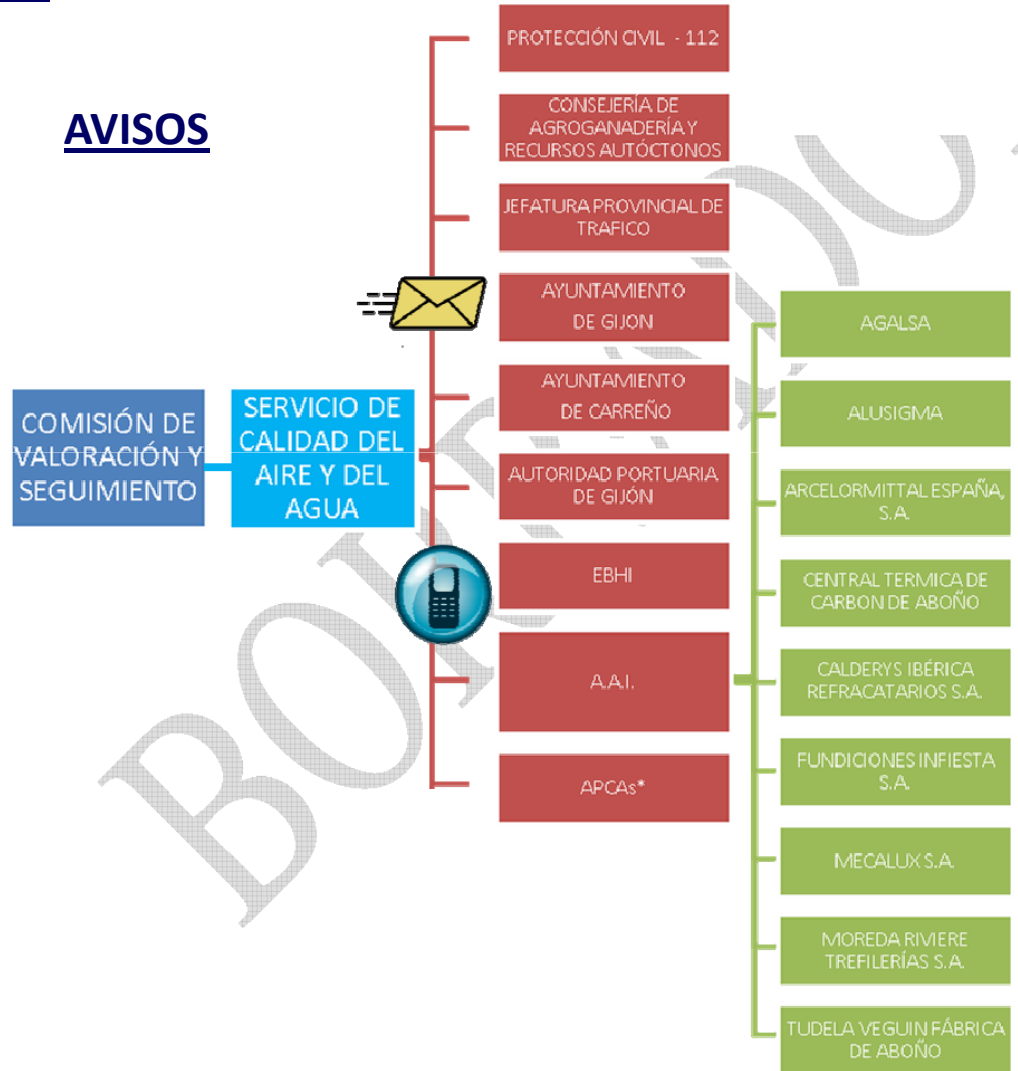 AVISOS
COMISIÓN DE
VALORACIÓN Y
SEGUIMIENTO
SERVICIO DE
CALIDAD DEL
AIRE Y DEL
AGUA
PROTECCIÓN CIVIL - 112
CONSEJERÍA DE
AGROGANADERÍA Y
RECURSOS AUTÓCTONOS
JEFATURA PROVINCIAL DE
TRAFICO
AYUNTAMIENTO
DE GIJON
AYUNTAMIENTO
DE CARREÑO
AUTORIDAD PORTUARIA
DE GIJÓN
EBHI
A.A.I.
APCAs*
AGALSA
ALUSIGMA
ARCELORMITTAL ESPAÑA,
S.A.
CENTRAL TERMICA DE
CARBON DE ABOÑO
CALDERYS IBÉRICA
REFRACATARIOS S.A.
FUNDICIONES INFIESTA
S.A.
MECALUX S.A.
MOREDA RIVIERE
TREFILERÍAS S.A.
TUDELA VEGUIN FÁBRICA
DE ABOÑO